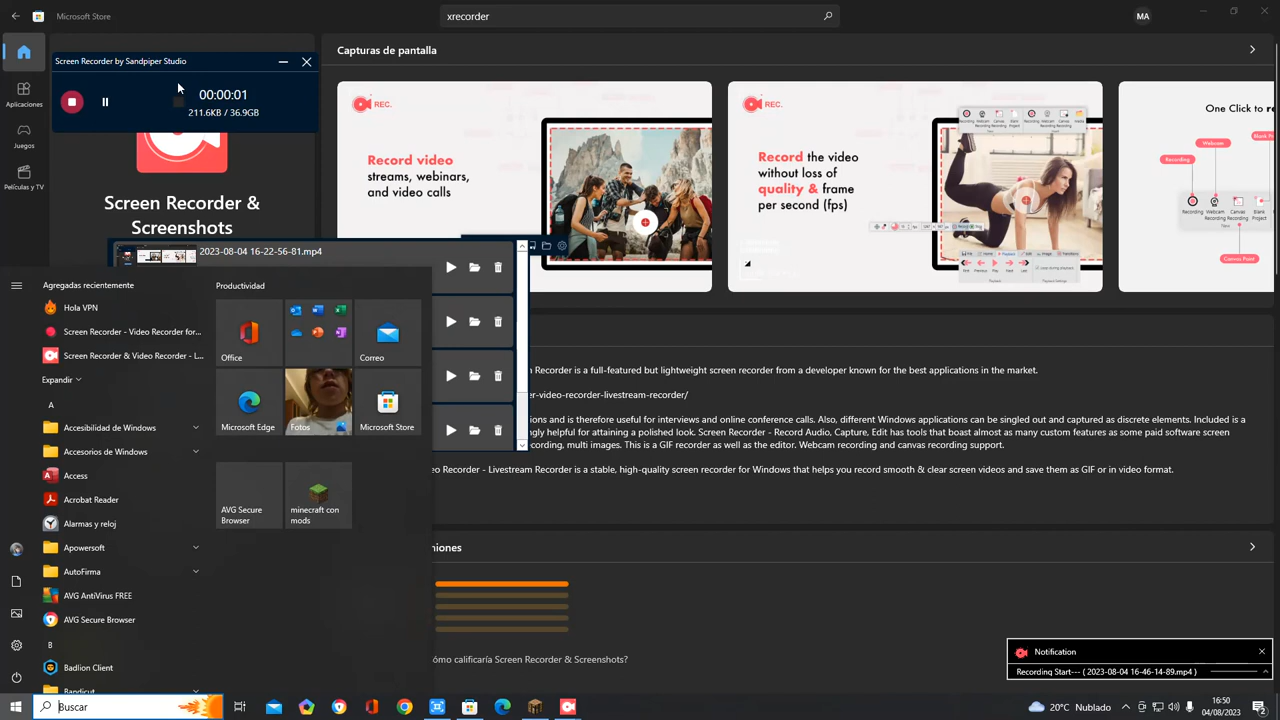 Microsoft Store
xrecorder
MA
Screen Recorder by Sandpiper Studio
00:00:01
211.6KB / 36.9GB
Aplicaciones
Juegos
Películas y TV
Screen Recorder &
Screenshots
Capturas de pantalla
REC.
Record video
streams, webinars,
and video calls
REC.
Record the video
without loss of
quality & frame
per second (fps)
One Click to re
Recording
Webcam
Canvas
Canvas Point
2023-08-04 16-22-56-81.mp4
Agregadas recientemente
Hola VPN
Screen Recorder - Video Recorder for...
Screen Recorder & Video Recorder - L...
Expandir
A
Accesibilidad de Windows
Accesorios de Windows
Access
Acrobat Reader
Alarmas y reloj
Apowersoft
AutoFirma
AVG AntiVirus FREE
AVG Secure Browser
B
Badlion Client
Bandicut
Productividad
Office
Correo
Microsoft Edge
Fotos
Microsoft Store
AVG Secure
Browser
minecraft con
mods
n Recorder is a full-featured but lightweight screen recorder from a developer known for the best applications in the market.
er-video-recorder-livestream-recorder/
ions and is therefore useful for interviews and online conference calls. Also, different Windows applications can be singled out and captured as discrete elements. Included is a
ngly helpful for attaining a polished look. Screen Recorder - Record Audio, Capture, Edit has tools that boast almost as many custom features as some paid software screen
cording, multi images. This is a GIF recorder as well as the editor. Webcam recording and canvas recording support.
eo Recorder - Livestream Recorder is a stable, high-quality screen recorder for Windows that helps you record smooth & clear screen videos and save them as GIF or in video format.
niones
ómo calificaría Screen Recorder & Screenshots?
Notification
Recording Start--- ( 2023-08-04 16-46-14-89.mp4 )
Buscar
20°C Nublado
16:50
04/08/2023
2